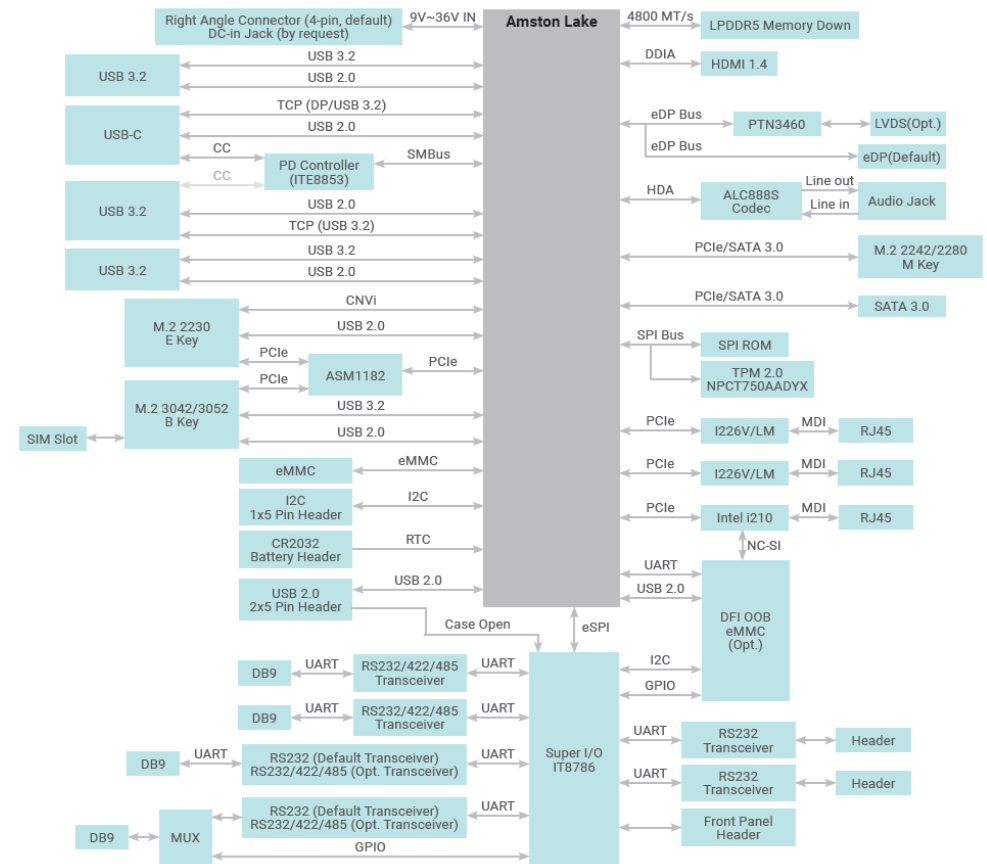 Right Angle Connector (4-pin, default)
DC-in Jack (by request)
9V~36V IN
Amston Lake
4800 MT/s
LPDDR5 Memory Down
USB 3.2
USB 3.2
USB 2.0
DDIA
HDMI 1.4
USB-C
TCP (DP/USB 3.2)
USB 2.0
CC
CC
PD Controller
(ITE8853)
SMBus
eDP Bus
PTN3460
LVDS(Opt.)
eDP Bus
eDP(Default)
USB 3.2
USB 2.0
TCP (USB 3.2)
HDA
ALC888S
Codec
Line out
Line in
Audio Jack
USB 3.2
USB 3.2
USB 2.0
PCIe/SATA 3.0
M.2 2242/2280
M Key
M.2 2230
E Key
CNVi
USB 2.0
PCIe
PCIe
ASM1182
PCIe
PCIe/SATA 3.0
SATA 3.0
SPI Bus
SPI ROM
TPM 2.0
NPCT750AADYX
M.2 3042/3052
B Key
USB 3.2
USB 2.0
SIM Slot
PCIe
I226V/LM
MDI
RJ45
eMMC
eMMC
PCIe
I226V/LM
MDI
RJ45
I2C
1x5 Pin Header
I2C
PCIe
Intel i210
MDI
RJ45
CR2032
Battery Header
RTC
NC-SI
USB 2.0
2x5 Pin Header
USB 2.0
Case Open
eSPI
UART
USB 2.0
DFI OOB
eMMC
(Opt.)
I2C
GPIO
DB9
UART
RS232/422/485
Transceiver
UART
DB9
UART
RS232/422/485
Transceiver
UART
Super I/O
IT8786
UART
RS232
Transceiver
Header
DB9
UART
RS232 (Default Transceiver)
RS232/422/485 (Opt. Transceiver)
UART
UART
RS232
Transceiver
Header
DB9
MUX
RS232 (Default Transceiver)
RS232/422/485 (Opt. Transceiver)
UART
GPIO
Front Panel
Header